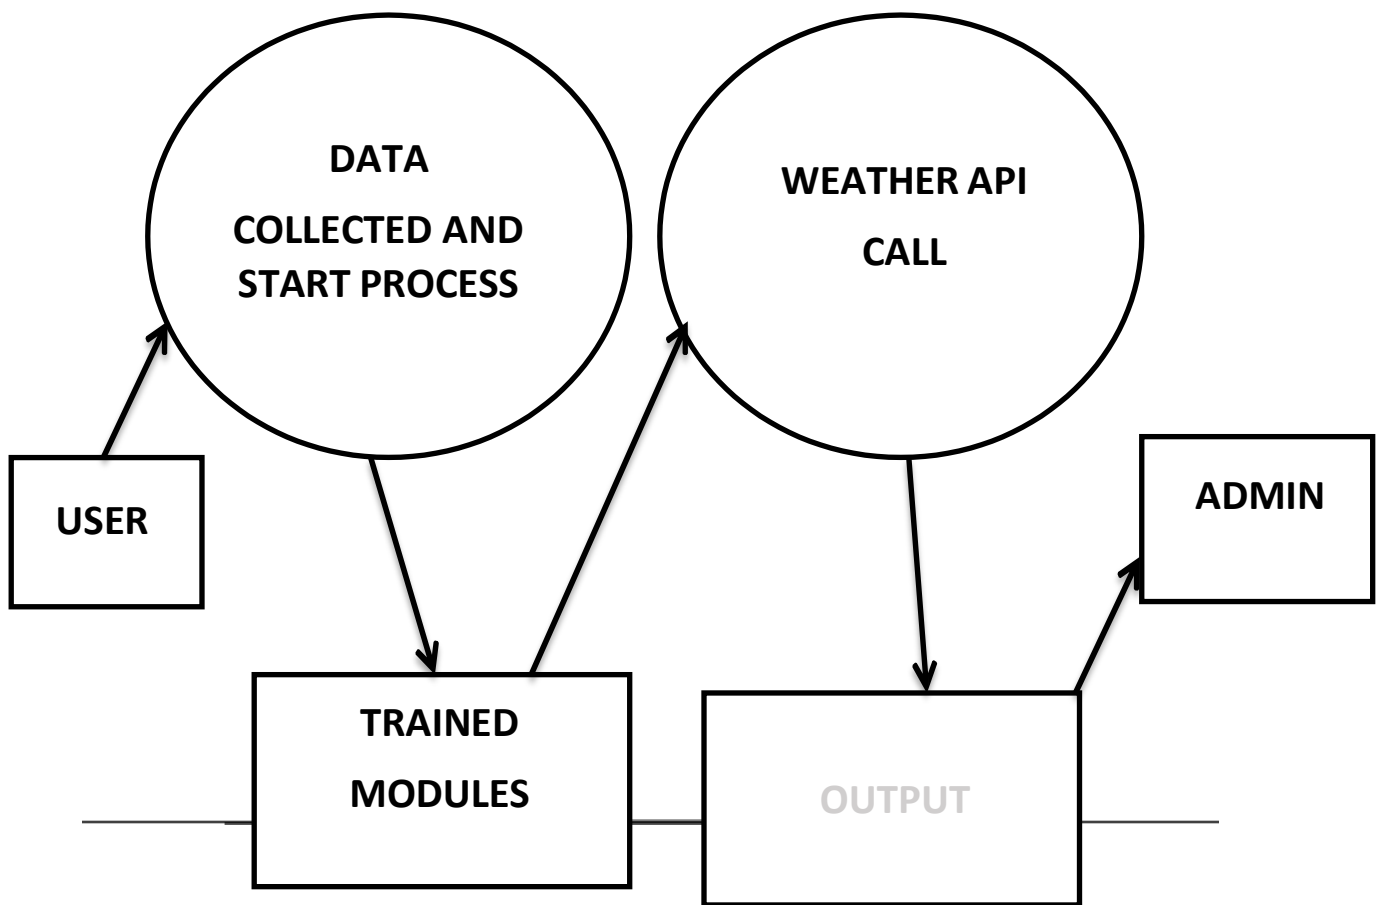 DATA
COLLECTED AND
START PROCESS
WEATHER API
CALL
USER
ADMIN
TRAINED
MODULES
OUTPUT